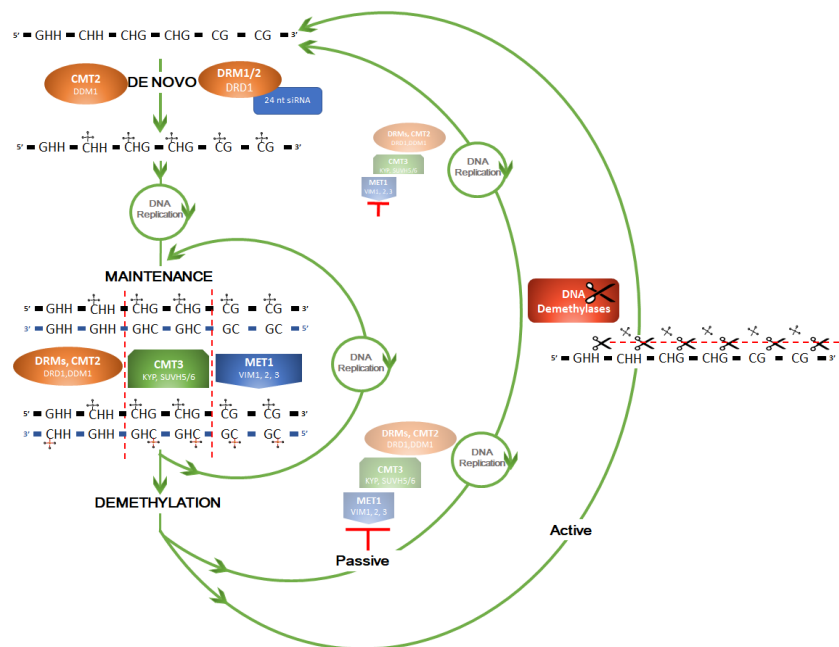 5' GHH CHH CHG CHG CG CG 3'
CMT2
DDM1
DE NOVO
DRM1/2
DRD1
24 nt siRNA
5' GHH CHH CHG CHG CG CG 3'
DNA
Replication
MAINTENANCE
5' GHH CHH CHG CHG CG CG 3'
3' GHH GHH GHC GHC GC GC 5'
DRMs, CMT2
DRD1,DDM1
CMT3
KYP, SUVH5/6
MET1
VIM1, 2, 3
5' GHH CHH CHG CHG CG CG 3'
3' CHH GHH GHC GHC GC GC 5'
DNA
Replication
DEMETHYLATION
DRMs, CMT2
DRD1,DDM1
CMT3
KYP, SUVH5/6
MET1
VIM1, 2, 3
DNA
Replication
DRMs, CMT2
DRD1,DDM1
CMT3
KYP, SUVH5/6
MET1
VIM1, 2, 3
DNA
Replication
Passive
DNA
Demethylases
5' GHH CHH CHG CHG CG CG 3'
Active